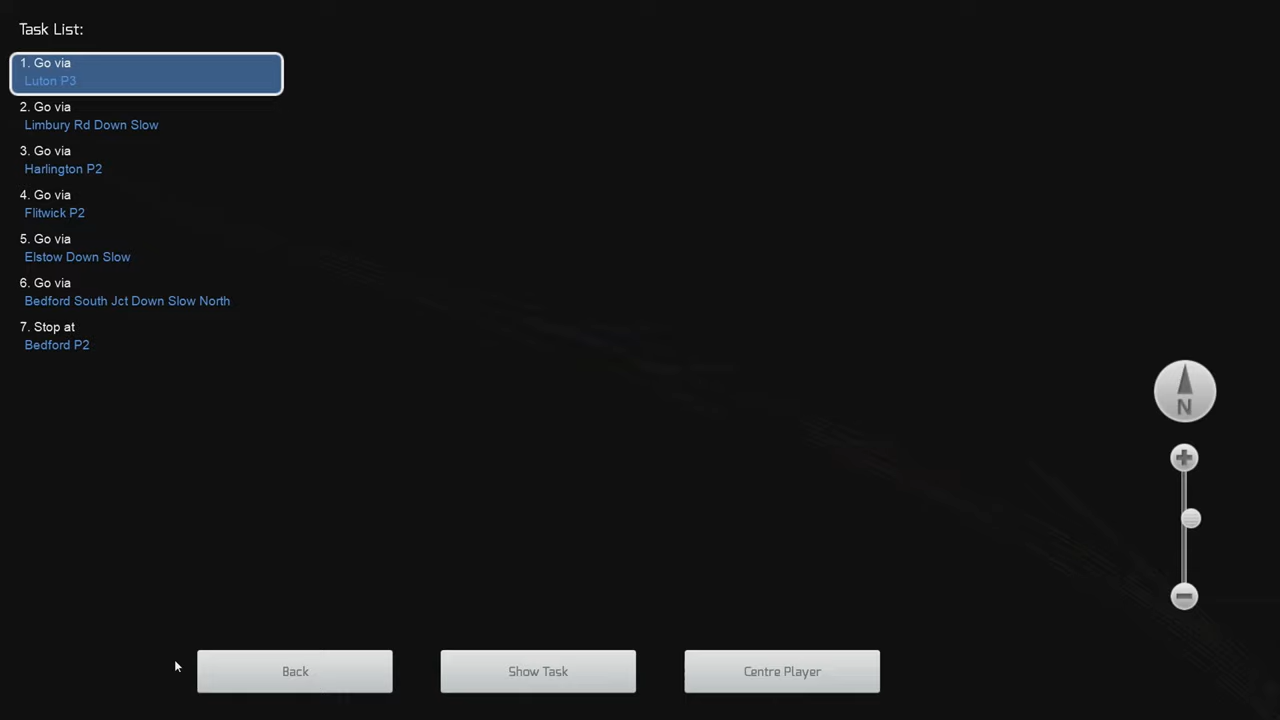 Task List:
1. Go via
Luton P3
2. Go via
Limbury Rd Down Slow
3. Go via
Harlington P2
4. Go via
Flitwick P2
5. Go via
Elstow Down Slow
6. Go via
Bedford South Jct Down Slow North
7. Stop at
Bedford P2
N
Back
Show Task
Centre Player